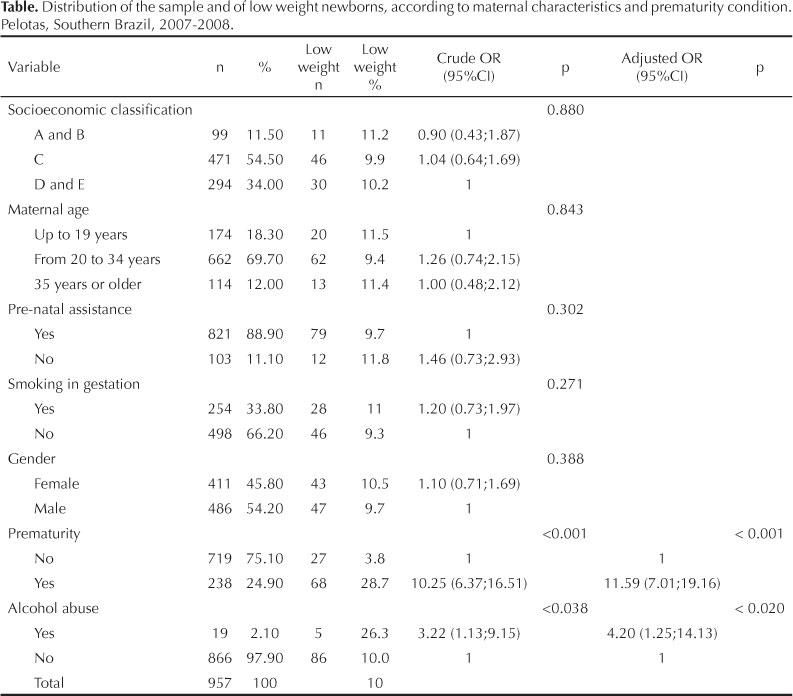 Table. Distribution of the sample and of low weight newborns, according to maternal characteristics and prematurity condition.
Pelotas, Southern Brazil, 2007-2008.
Variable n % Low weight n Low weight % Crude OR (95%CI) p Adjusted OR (95%CI) p
Socioeconomic classification 0.880
A and B 99 11.50 11 11.2 0.90 (0.43;1.87)
C 471 54.50 46 9.9 1.04 (0.64;1.69)
D and E 294 34.00 30 10.2 1
Maternal age 0.843
Up to 19 years 174 18.30 20 11.5 1
From 20 to 34 years 662 69.70 62 9.4 1.26 (0.74;2.15)
35 years or older 114 12.00 13 11.4 1.00 (0.48;2.12)
Pre-natal assistance 0.302
Yes 821 88.90 79 9.7 1
No 103 11.10 12 11.8 1.46 (0.73;2.93)
Smoking in gestation 0.271
Yes 254 33.80 28 11 1.20 (0.73;1.97)
No 498 66.20 46 9.3 1
Gender 0.388
Female 411 45.80 43 10.5 1.10 (0.71;1.69)
Male 486 54.20 47 9.7 1
Prematurity <0.001 < 0.001
No 719 75.10 27 3.8 1 1
Yes 238 24.90 68 28.7 10.25 (6.37;16.51) 11.59 (7.01;19.16)
Alcohol abuse <0.038 < 0.020
Yes 19 2.10 5 26.3 3.22 (1.13;9.15) 4.20 (1.25;14.13)
No 866 97.90 86 10.0 1 1
Total 957 100 10